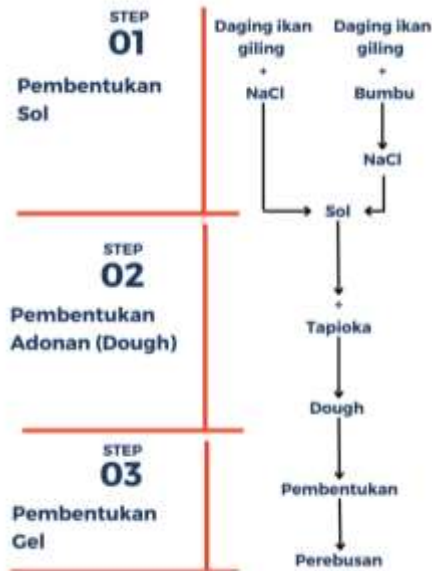 STEP
01
Pembentukan
Sol
Daging ikan
giling
+
NaCl
Daging ikan
giling
+
Bumbu
NaCl
Sol
STEP
02
Pembentukan
Adonan (Dough)
+
Tapioka
Dough
STEP
03
Pembentukan
Gel
Pembentukan
Perebusan